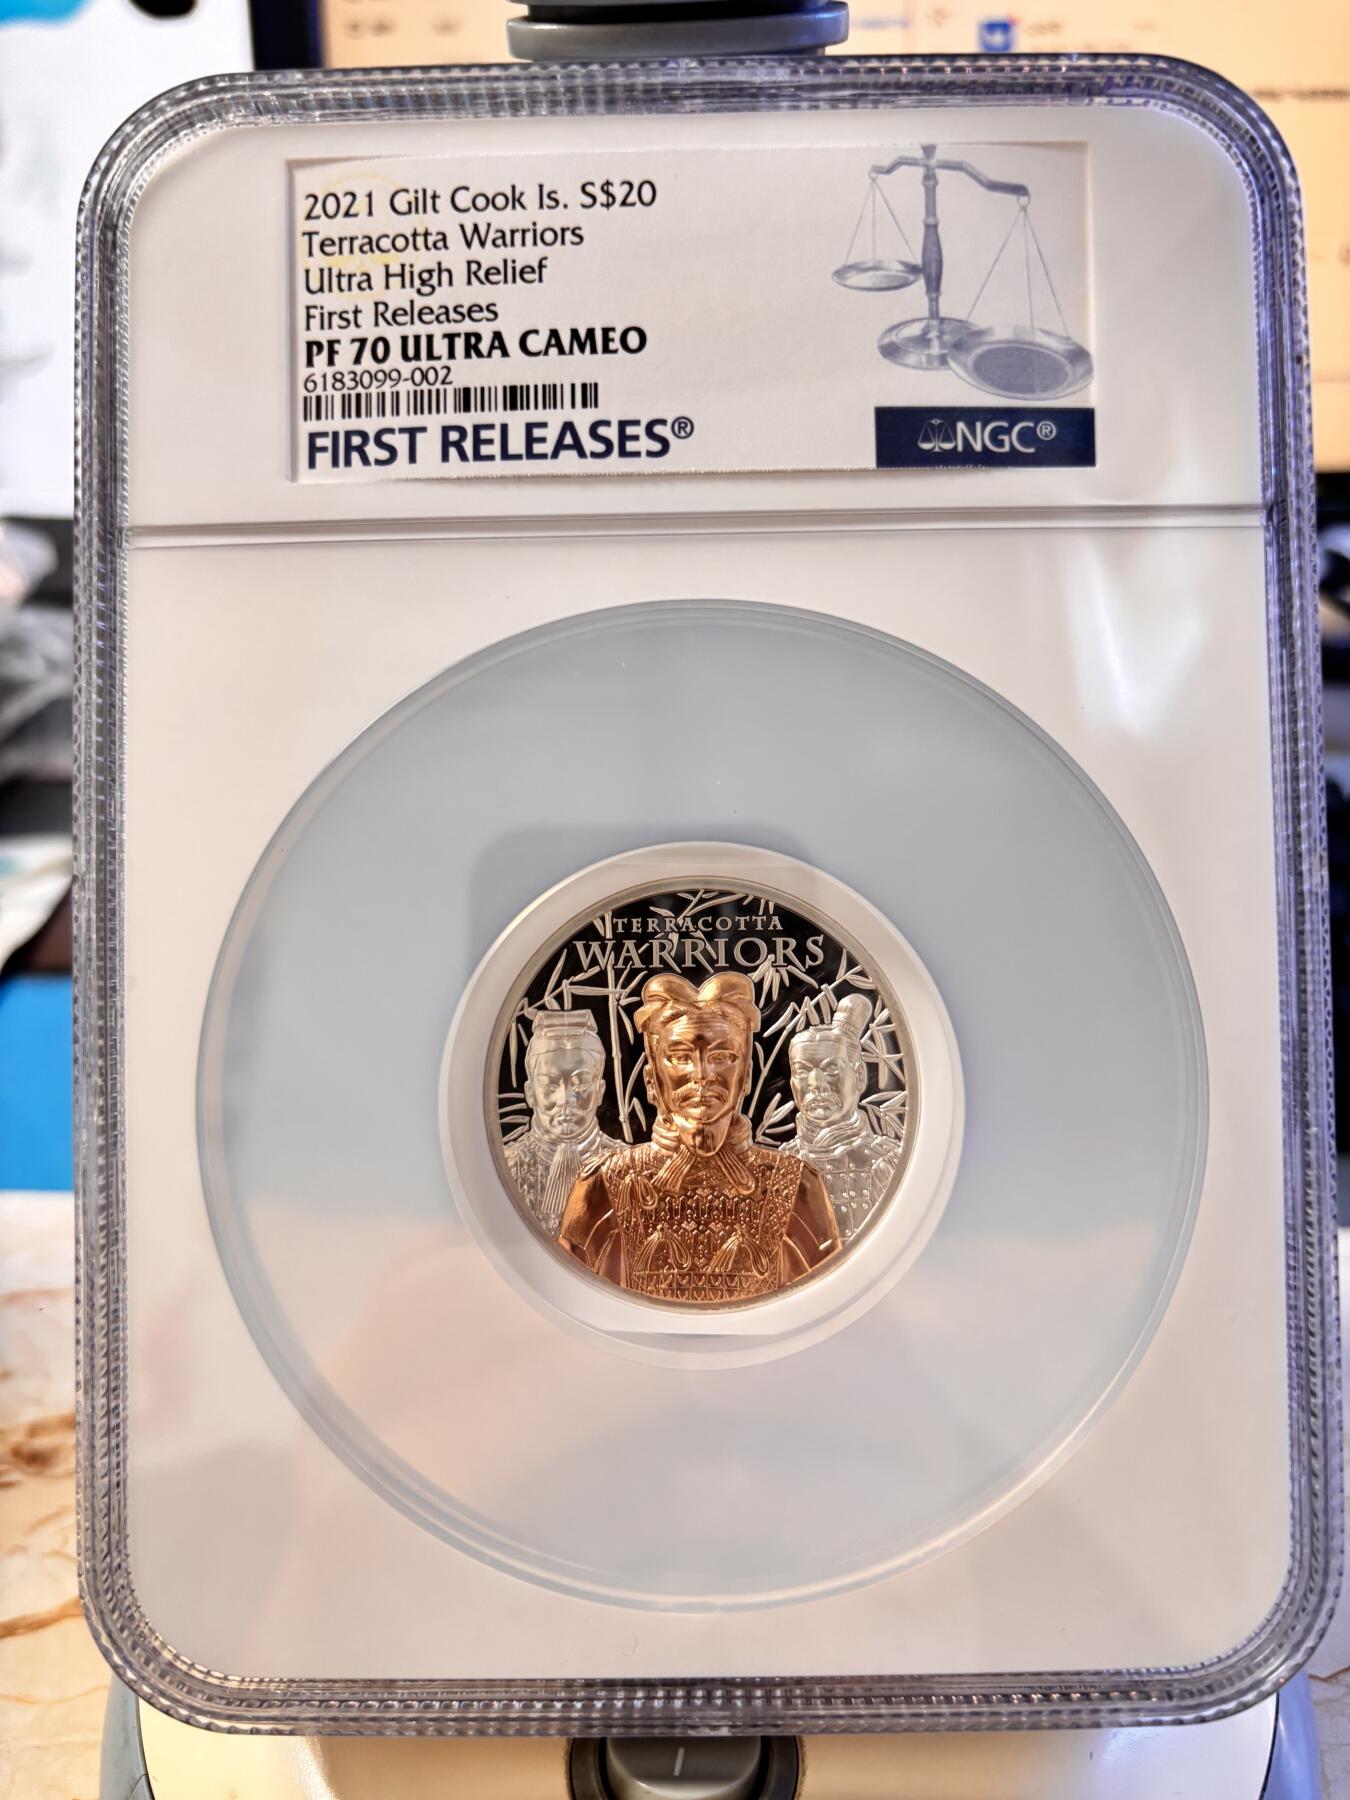 2021 Gilt Cook Is. S$20
Terracotta Warriors
Ultra High Relief
First Releases
PF 70 ULTRA CAMEO
6183099-002
FIRST RELEASES®
NGC®
TERRACOTTA
WARRIORS